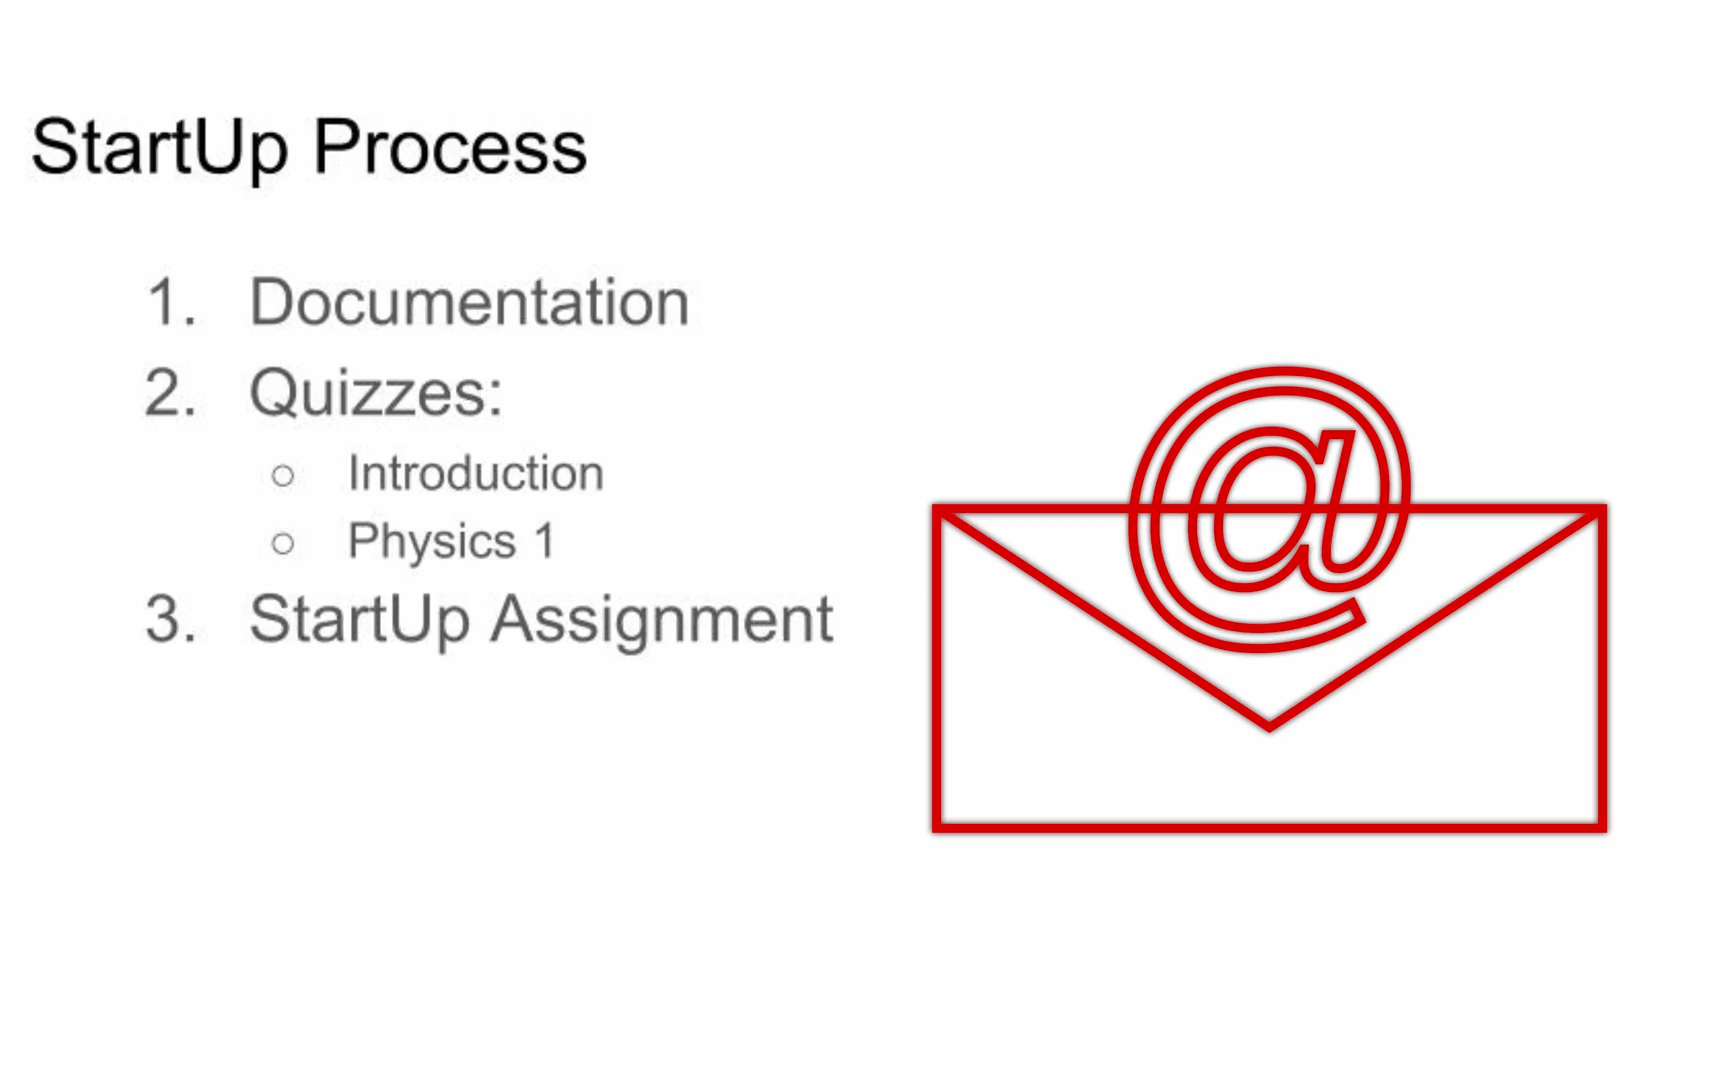 StartUp Process
1. Documentation
2. Quizzes:
○ Introduction
○ Physics 1
3. StartUp Assignment
@